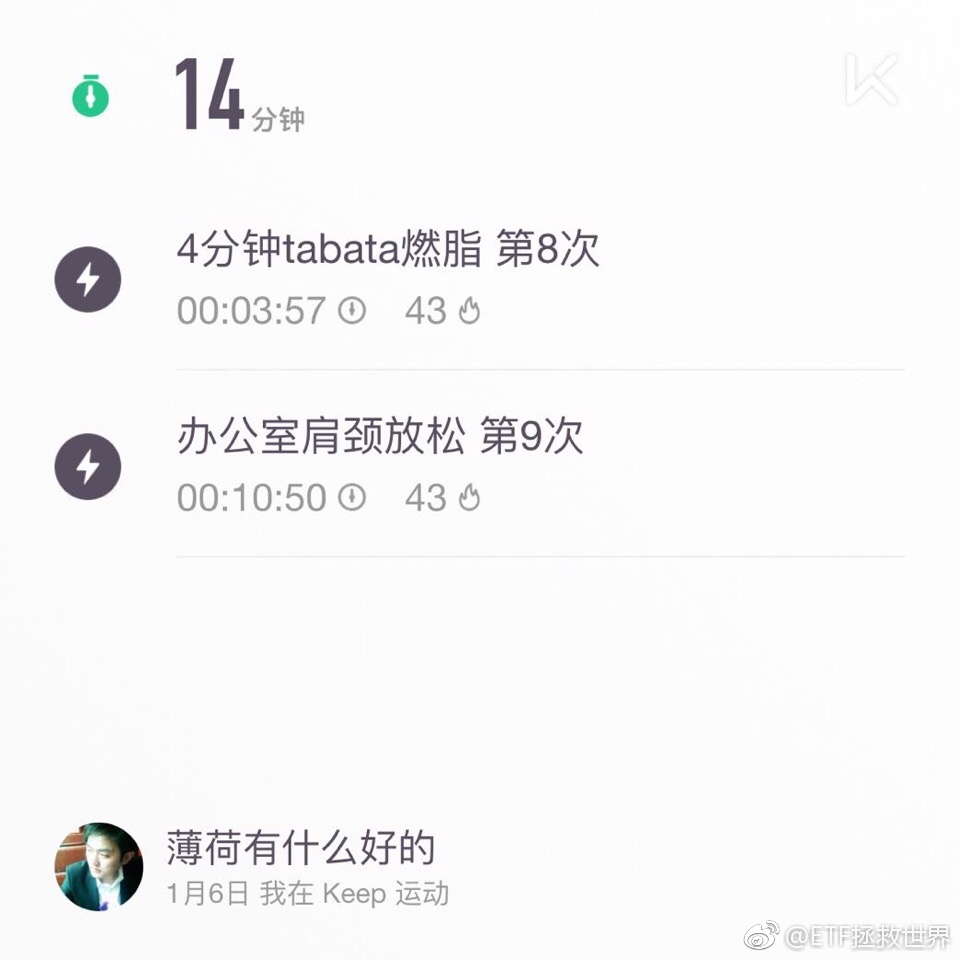 14分钟
4分钟tabata燃脂 第8次
00:03:57 43
办公室肩颈放松 第9次
00:10:50 43
薄荷有什么好的
1月6日 我在 Keep 运动
@ETF拯救世界